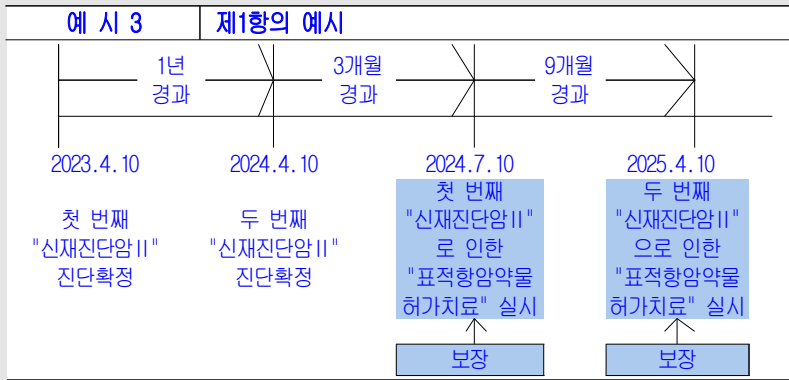 예 시 3 제1항의 예시
1년
경과
3개월
경과
9개월
경과
2023.4.10
2024.4.10
2024.7.10
2025.4.10
첫 번째
"신재진단암Ⅱ"
진단확정
두 번째
"신재진단암Ⅱ"
진단확정
첫 번째
"신재진단암Ⅱ"
로 인한
"표적항암약물
허가치료" 실시
두 번째
"신재진단암Ⅱ"
으로 인한
"표적항암약물
허가치료" 실시
보장
보장